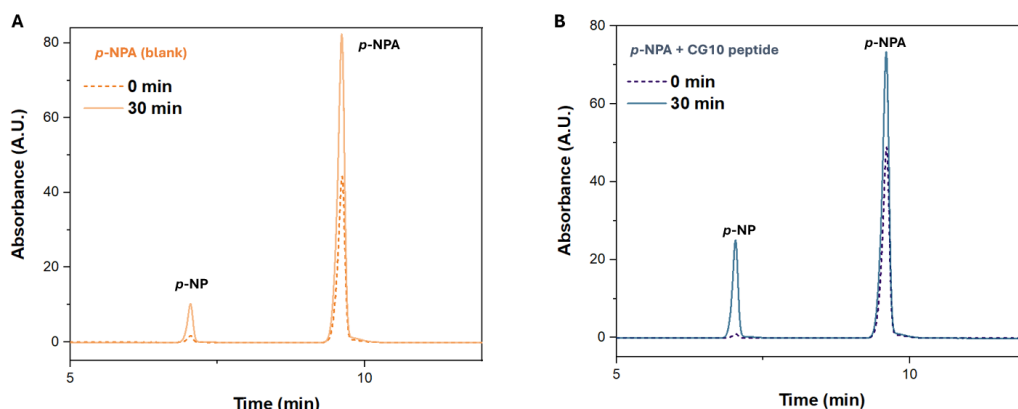 A
p-NPA (blank)
0 min
30 min
p-NPA
p-NP
80
60
40
20
0
5
10
Absorbance (A.U.)
Time (min)
B
p-NPA + CG10 peptide
0 min
30 min
p-NPA
p-NP
80
60
40
20
0
5
10
Absorbance (A.U.)
Time (min)